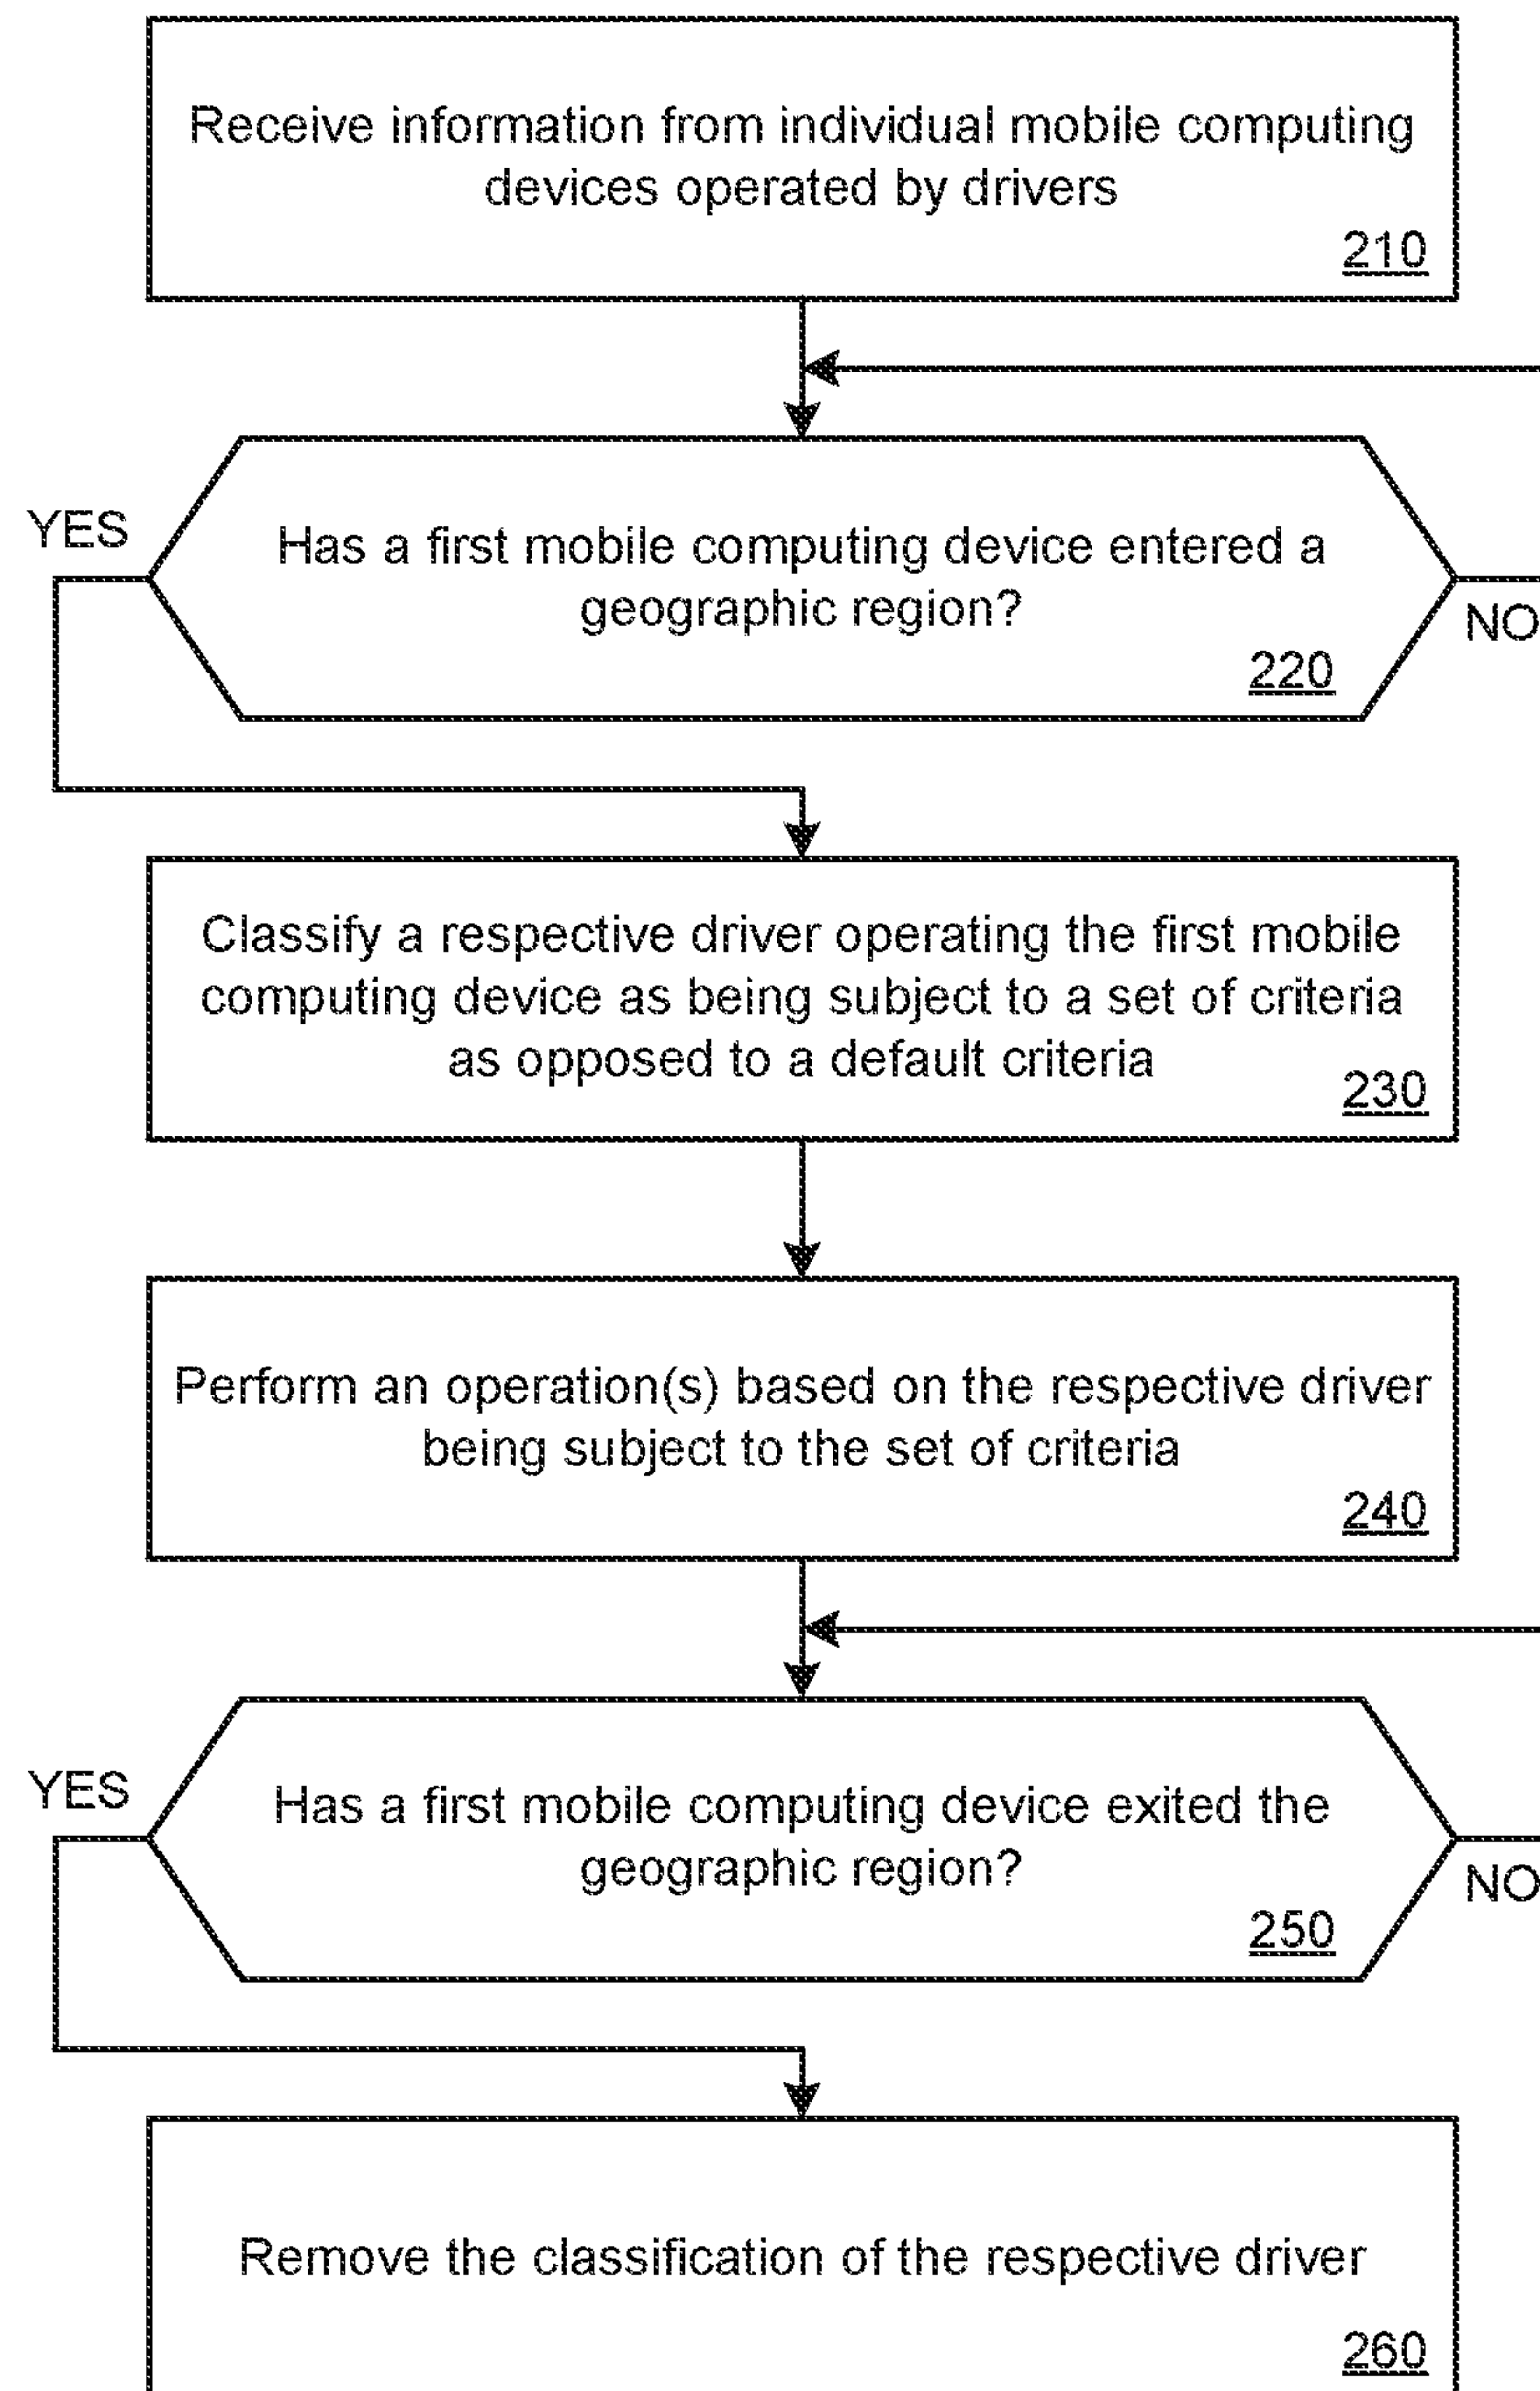 Receive information from individual mobile computing
devices operated by drivers
210
YES
Has a first mobile computing device entered a
geographic region?
NO
220
Classify a respective driver operating the first mobile
computing device as being subject to a set of criteria
as opposed to a default criteria
230
Perform an operation(s) based on the respective driver
being subject to the set of criteria
240
YES
Has a first mobile computing device exited the
geographic region?
NO
250
Remove the classification of the respective driver
260